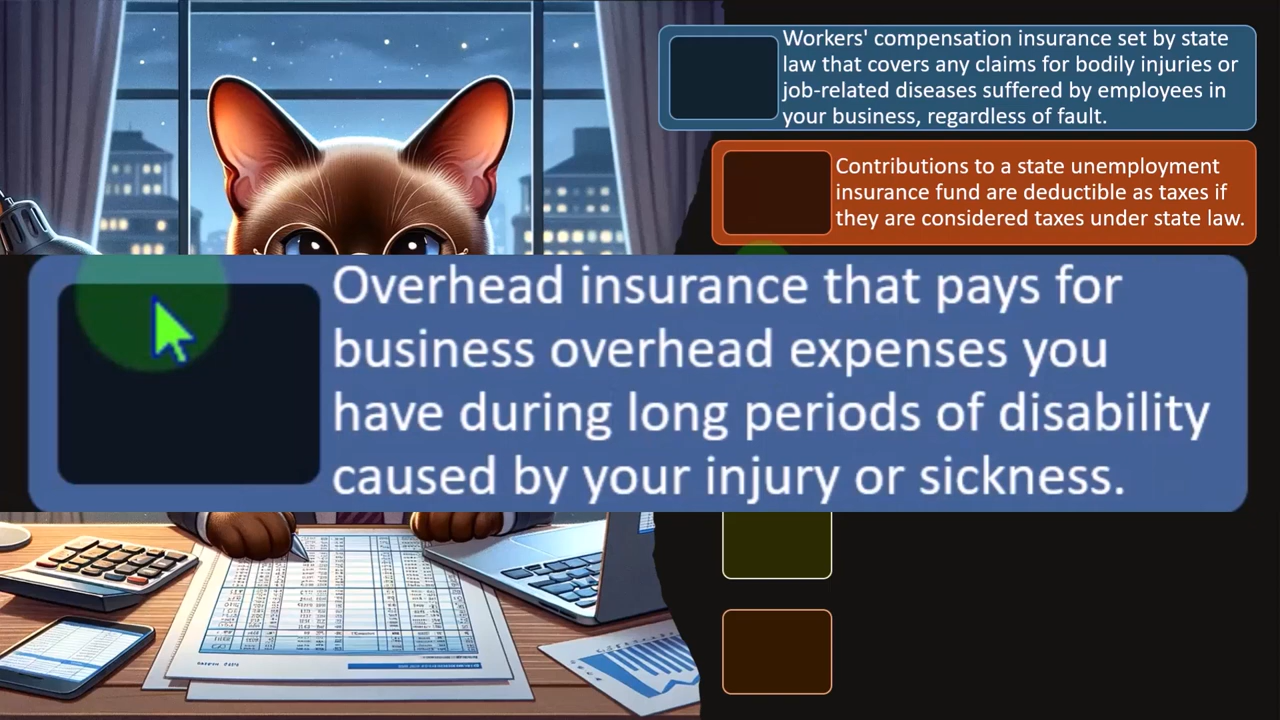 Workers' compensation insurance set by state
law that covers any claims for bodily injuries or
job-related diseases suffered by employees in
your business, regardless of fault.
Contributions to a state unemployment
insurance fund are deductible as taxes if
they are considered taxes under state law.
Overhead insurance that pays for
business overhead expenses you
have during long periods of disability
caused by your injury or sickness.